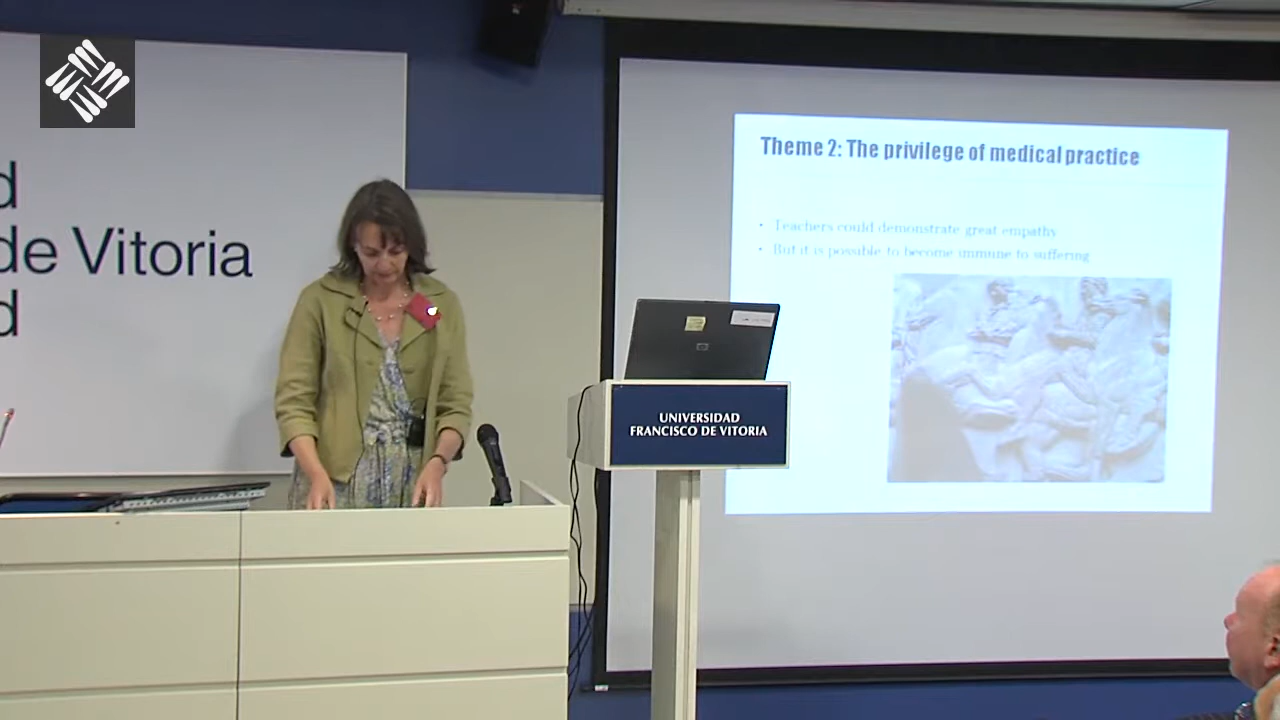 d
de Vitoria
d
Theme 2: The privilege of medical practice
• Teachers could demonstrate great empathy
• But it is possible to become immune to suffering
UNIVERSIDAD
FRANCISCO DE VITORIA